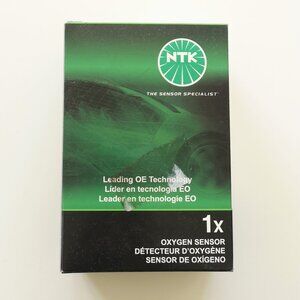 NTK
THE SENSOR SPECIALIST
Leading OE Technology
Líder en tecnología EO
Leader en technologie EO
1x
OXYGEN SENSOR
DÉTECTEUR D'OXYGÈNE
SENSOR DE OXÍGENO